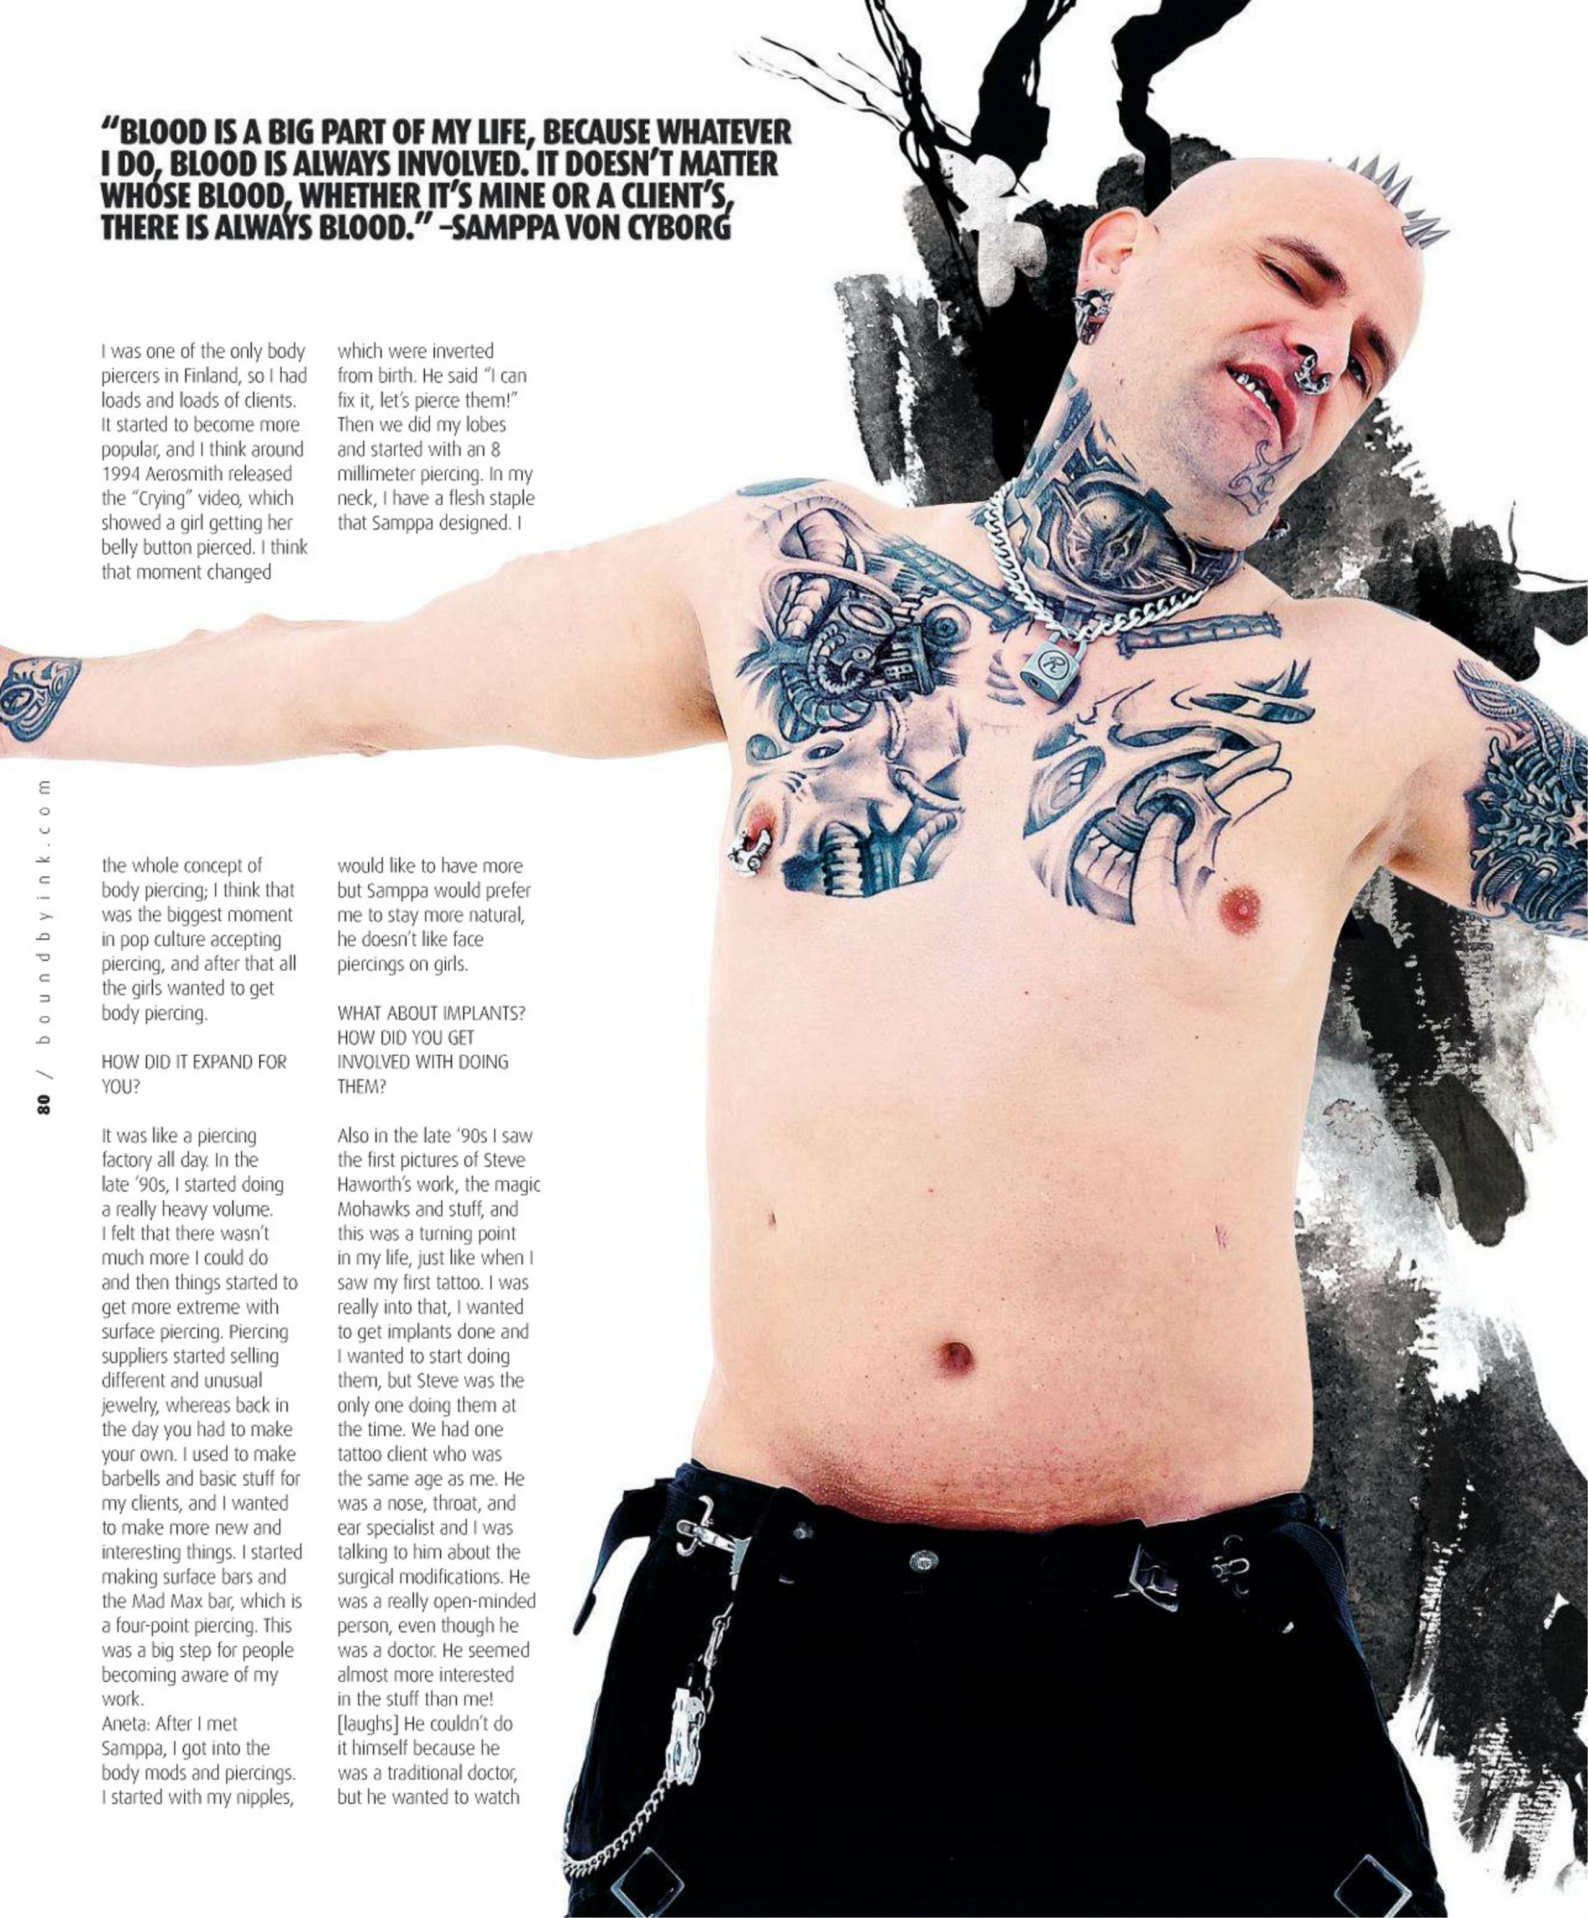 “BLOOD IS A BIG PART OF MY LIFE, BECAUSE WHATEVER
I DO, BLOOD IS ALWAYS INVOLVED. IT DOESN’T MATTER
WHOSE BLOOD, WHETHER IT’S MINE OR A CLIENT’S,
THERE IS ALWAYS BLOOD.” –SAMPPA VON CYBORG
I was one of the only body
piercers in Finland, so I had
loads and loads of clients.
It started to become more
popular, and I think around
1994 Aerosmith released
the “Crying” video, which
showed a girl getting her
belly button pierced. I think
that moment changed
the whole concept of
body piercing; I think that
was the biggest moment
in pop culture accepting
piercing, and after that all
the girls wanted to get
body piercing.
HOW DID IT EXPAND FOR
YOU?
It was like a piercing
factory all day. In the
late ’90s, I started doing
a really heavy volume.
I felt that there wasn’t
much more I could do
and then things started to
get more extreme with
surface piercing. Piercing
suppliers started selling
different and unusual
jewelry, whereas back in
the day you had to make
your own. I used to make
barbells and basic stuff for
my clients, and I wanted
to make more new and
interesting things. I started
making surface bars and
the Mad Max bar, which is
a four-point piercing. This
was a big step for people
becoming aware of my
work.
Aneta: After I met
Samppa, I got into the
body mods and piercings.
I started with my nipples,
which were inverted
from birth. He said “I can
fix it, let’s pierce them!”
Then we did my lobes
and started with an 8
millimeter piercing. In my
neck, I have a flesh staple
that Samppa designed. I
would like to have more
but Samppa would prefer
me to stay more natural,
he doesn’t like face
piercings on girls.
WHAT ABOUT IMPLANTS?
HOW DID YOU GET
INVOLVED WITH DOING
THEM?
Also in the late ’90s I saw
the first pictures of Steve
Haworth’s work, the magic
Mohawks and stuff, and
this was a turning point
in my life, just like when I
saw my first tattoo. I was
really into that, I wanted
to get implants done and
I wanted to start doing
them, but Steve was the
only one doing them at
the time. We had one
tattoo client who was
the same age as me. He
was a nose, throat, and
ear specialist and I was
talking to him about the
surgical modifications. He
was a really open-minded
person, even though he
was a doctor. He seemed
almost more interested
in the stuff than me!
[laughs] He couldn’t do
it himself because he
was a traditional doctor,
but he wanted to watch
80 / boundbyink.com
R